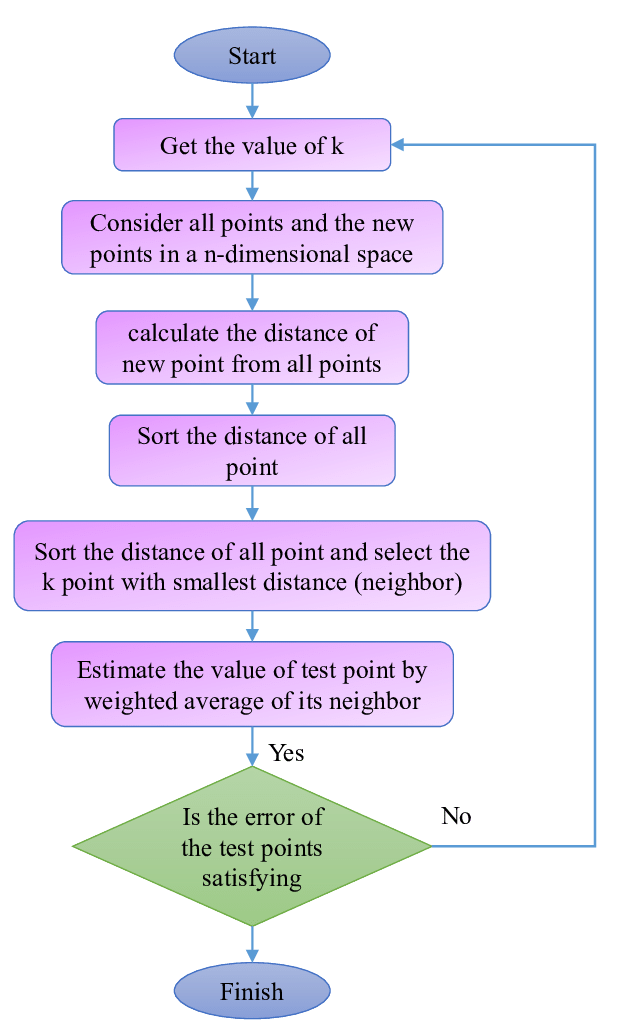 Start
Get the value of k
Consider all points and the new
points in a n-dimensional space
calculate the distance of
new point from all points
Sort the distance of all
point
Sort the distance of all point and select the
k point with smallest distance (neighbor)
Estimate the value of test point by
weighted average of its neighbor
Yes
Is the error of
the test points
satisfying
No
Finish